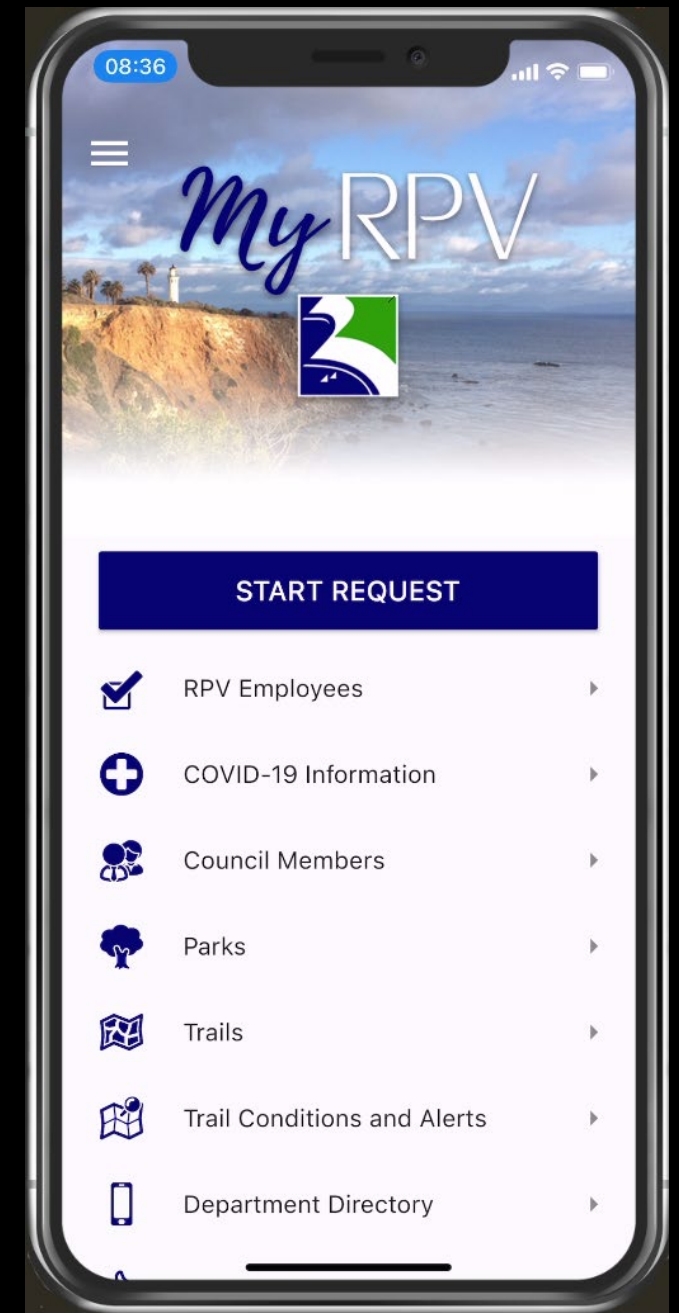 08:36
My RPV
START REQUEST
RPV Employees
COVID-19 Information
Council Members
Parks
Trails
Trail Conditions and Alerts
Department Directory